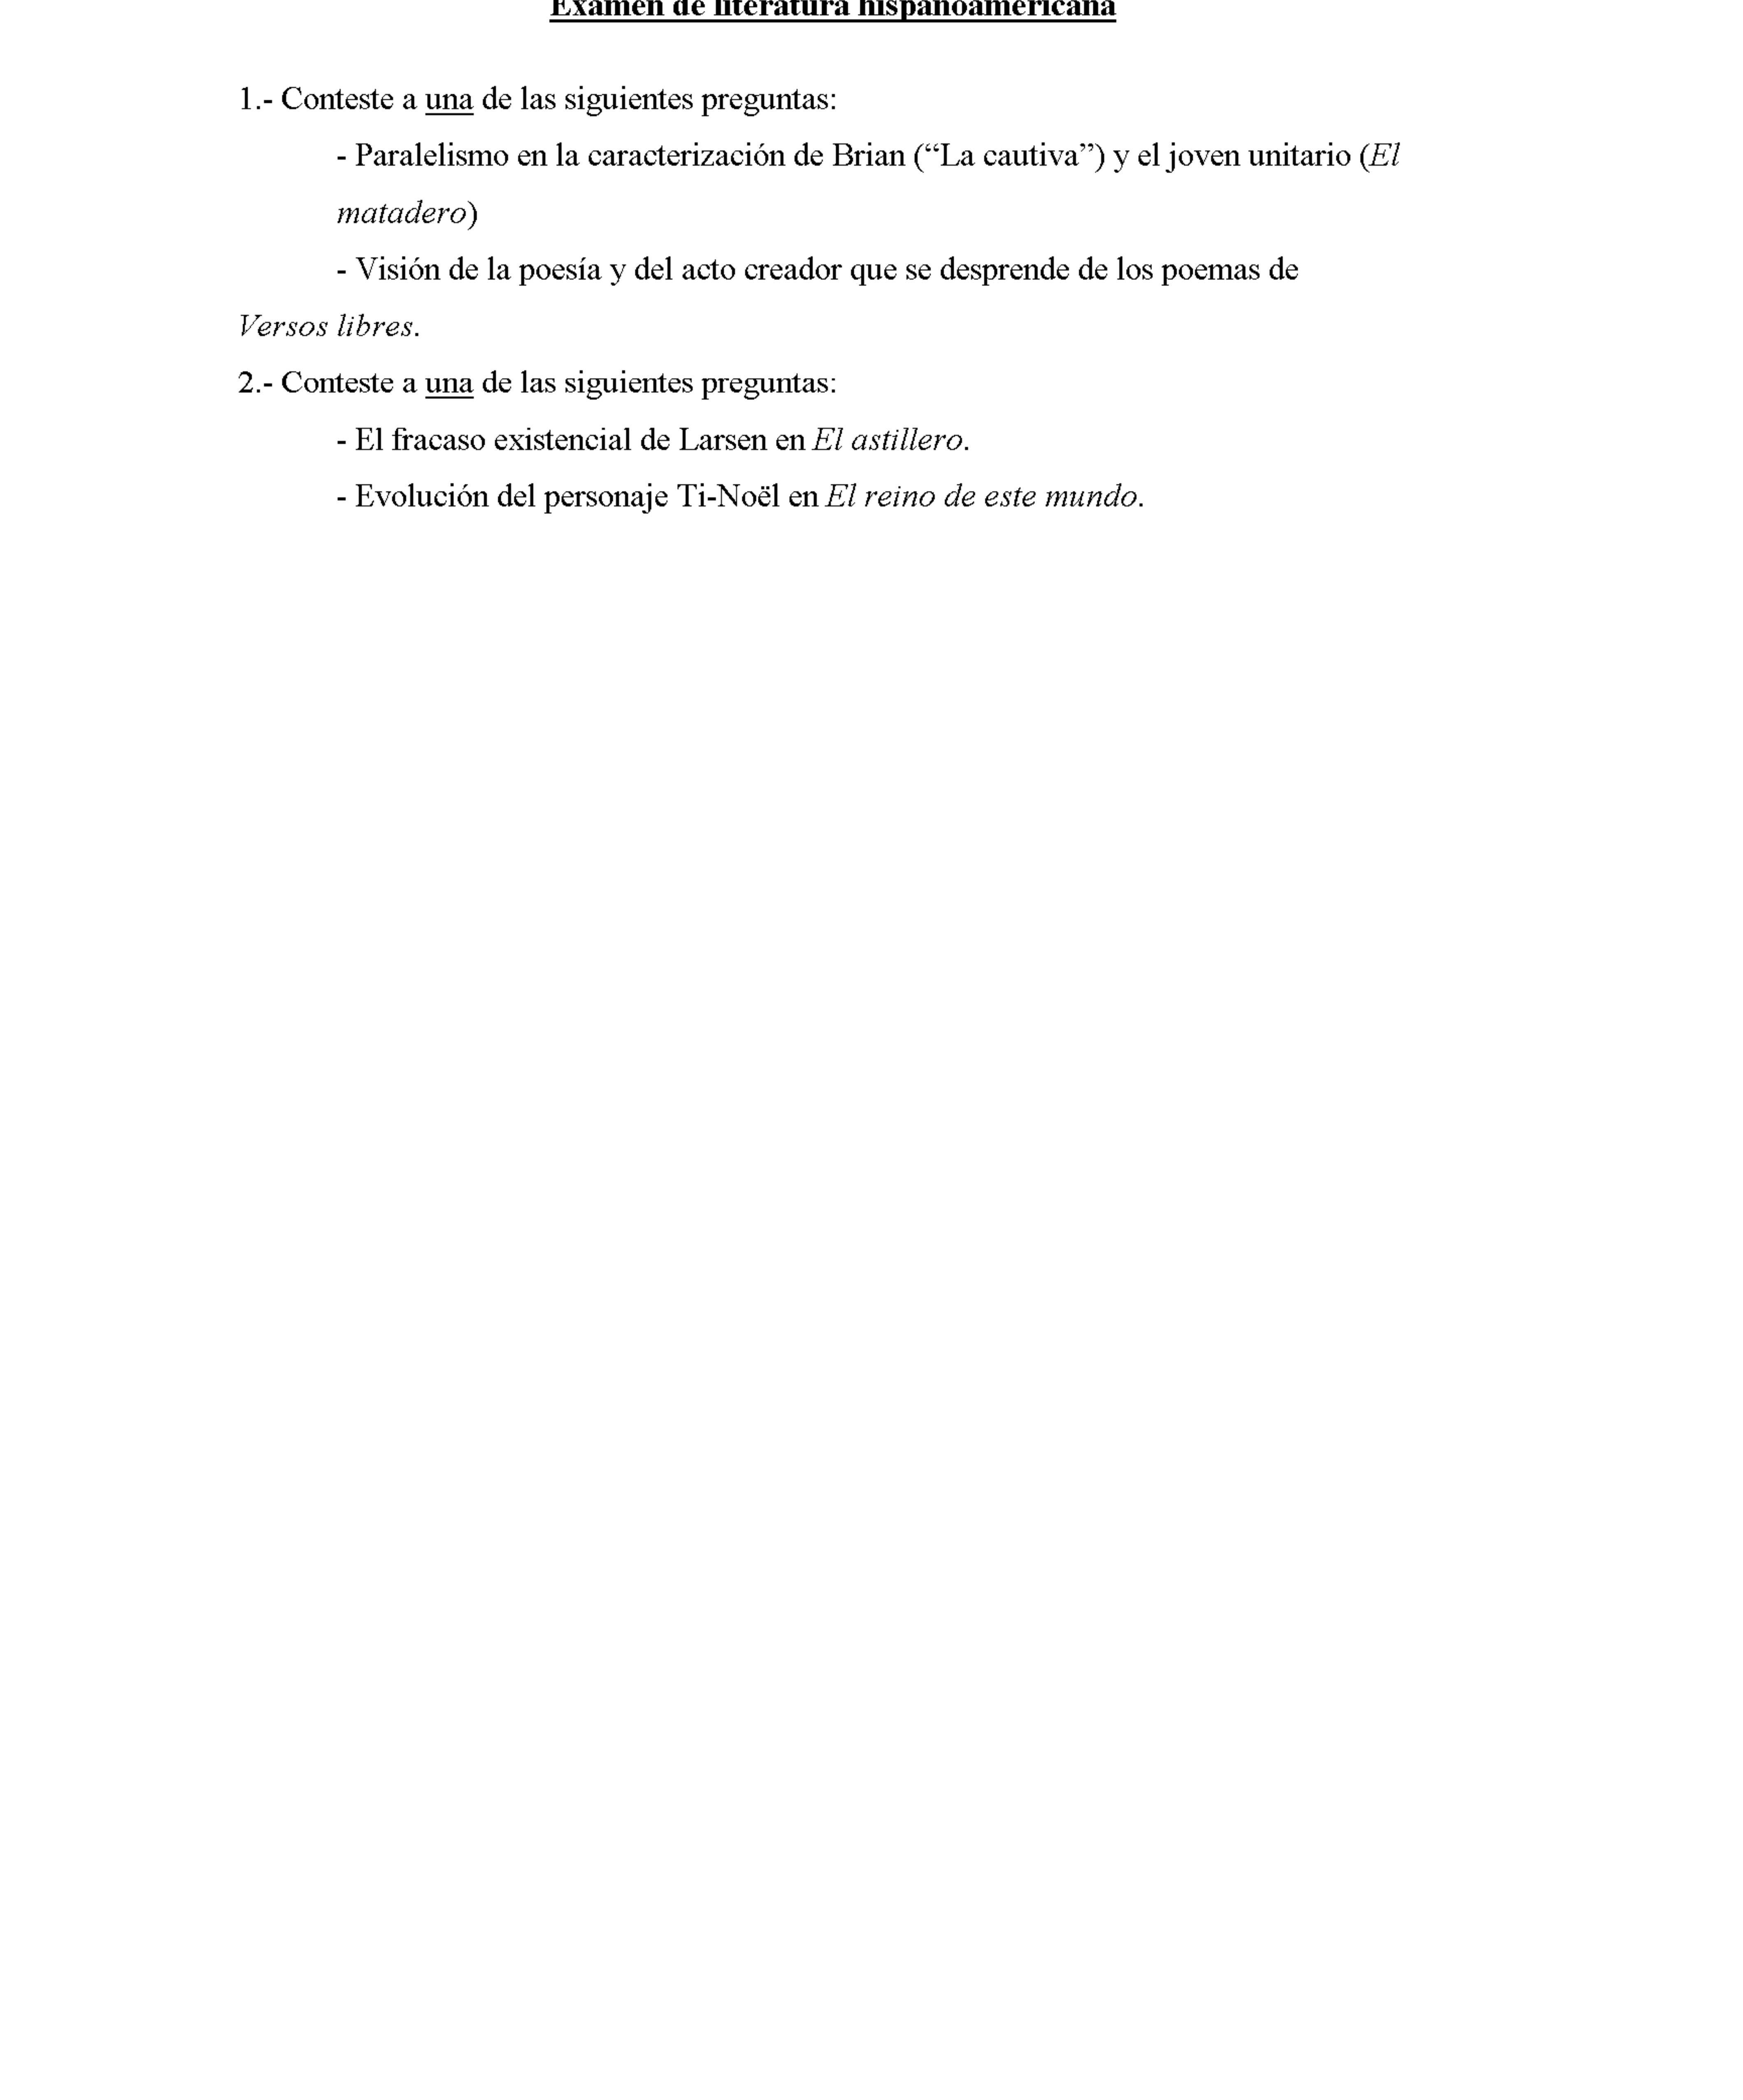 Examen de literatura hispanoamericana
1.- Conteste a una de las siguientes preguntas:
- Paralelismo en la caracterización de Brian (“La cautiva”) y el joven unitario (El
matadero)
- Visión de la poesía y del acto creador que se desprende de los poemas de
Versos libres.
2.- Conteste a una de las siguientes preguntas:
- El fracaso existencial de Larsen en El astillero.
- Evolución del personaje Ti-Noël en El reino de este mundo.